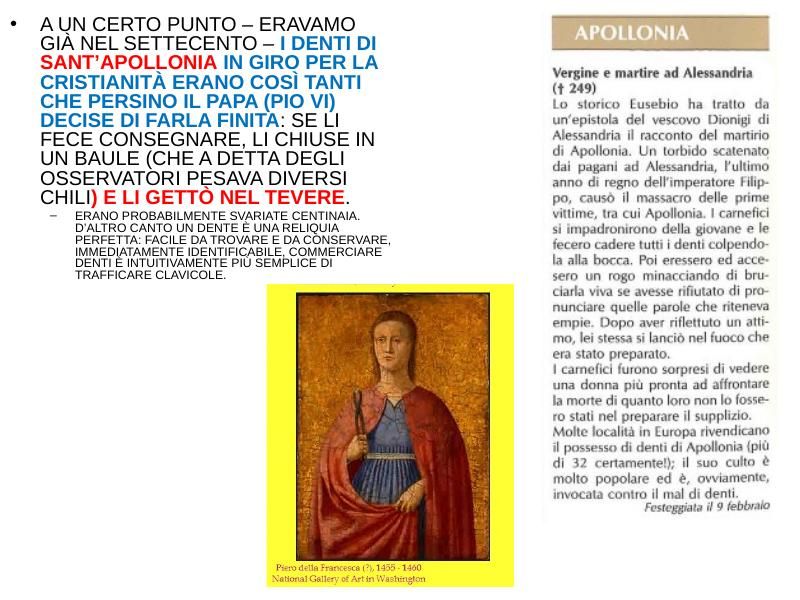 • A UN CERTO PUNTO – ERAVAMO
GIÀ NEL SETTECENTO – I DENTI DI
SANT'APOLLONIA IN GIRO PER LA
CRISTIANITÀ ERANO COSÌ TANTI
CHE PERSINO IL PAPA (PIO VI)
DECISE DI FARLA FINITA: SE LI
FECE CONSEGNARE, LI CHIUSE IN
UN BAULE (CHE A DETTA DEGLI
OSSERVATORI PESAVA DIVERSI
CHILI) E LI GETTÒ NEL TEVERE.
– ERANO PROBABILMENTE SVARIATE CENTINAIA.
D'ALTRO CANTO UN DENTE È UNA RELIQUIA
PERFETTA: FACILE DA TROVARE E DA CONSERVARE,
IMMEDIATAMENTE IDENTIFICABILE, COMMERCIARE
DENTI È INTUITIVAMENTE PIÙ SEMPLICE DI
TRAFFICARE CLAVICOLE.
Piero della Francesca (?), 1455 - 1460
National Gallery of Art in Washington
APOLLONIA
Vergine e martire ad Alessandria
(† 249)
Lo storico Eusebio ha tratto da
un'epistola del vescovo Dionigi di
Alessandria il racconto del martirio
di Apollonia. Un torbido scatenato
dai pagani ad Alessandria, l'ultimo
anno di regno dell'imperatore Filip-
po, causò il massacro delle prime
vittime, tra cui Apollonia. I carnefici
si impadronirono della giovane e le
fecero cadere tutti i denti colpendo-
la alla bocca. Poi eressero ed acce-
sero un rogo minacciando di bru-
ciarla viva se avesse rifiutato di pro-
nunciare quelle parole che riteneva
empie. Dopo aver riflettuto un atti-
mo, lei stessa si lanciò nel fuoco che
era stato preparato.
I carnefici furono sorpresi di vedere
una donna più pronta ad affrontare
la morte di quanto loro non lo fosse-
ro stati nel preparare il supplizio.
Molte località in Europa rivendicano
il possesso di denti di Apollonia (più
di 32 certamente!); il suo culto è
molto popolare ed è, ovviamente,
invocata contro il mal di denti.
Festeggiata il 9 febbraio